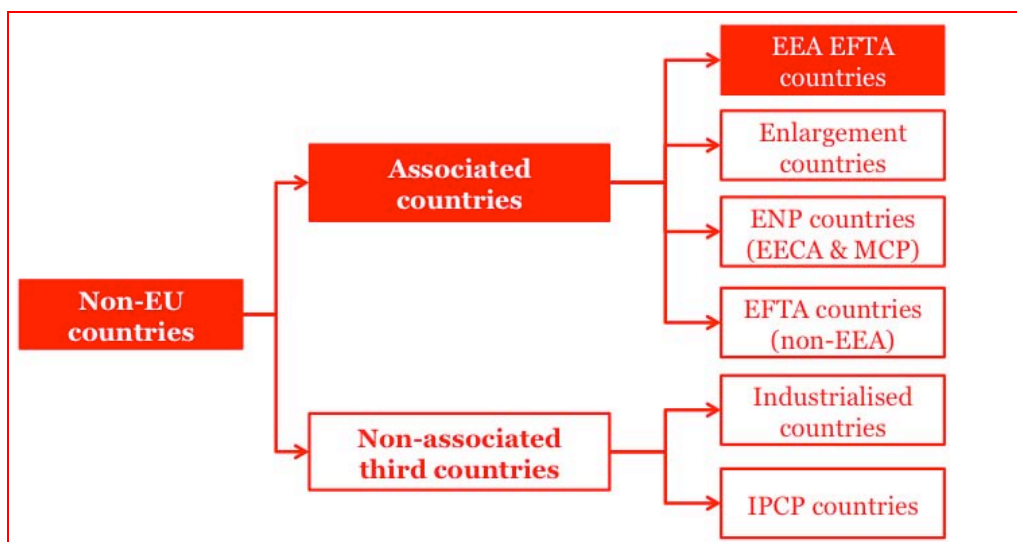 EEA EFTA
countries
Enlargement
countries
Associated
countries
ENP countries
(EECA & MCP)
Non-EU
countries
EFTA countries
(non-EEA)
Industrialised
countries
Non-associated
third countries
IPCP countries